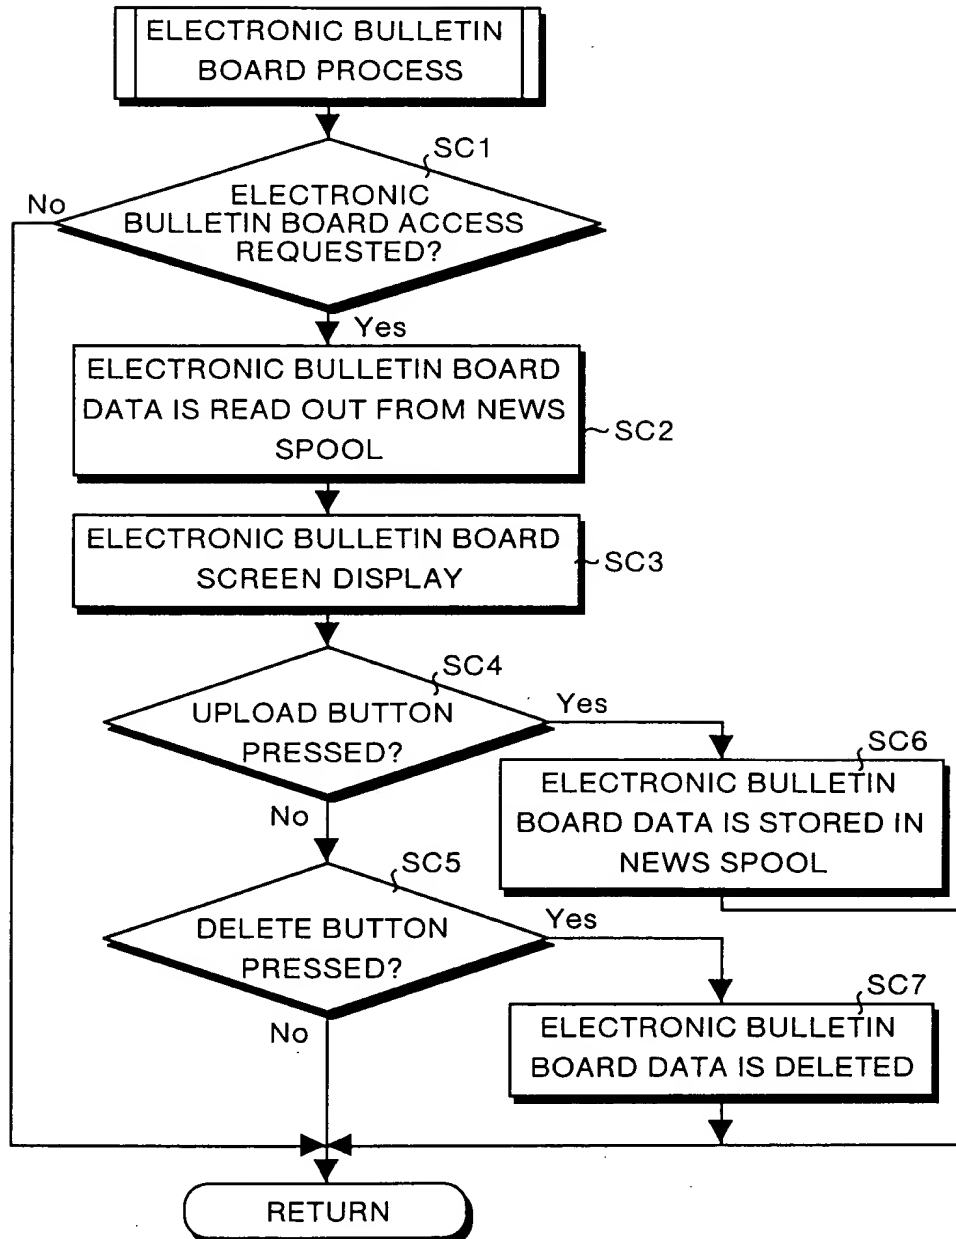 ELECTRONIC BULLETIN
BOARD PROCESS
SC1
No
ELECTRONIC
BULLETIN BOARD ACCESS
REQUESTED?
Yes
ELECTRONIC BULLETIN BOARD
DATA IS READ OUT FROM NEWS
SPOOL
SC2
ELECTRONIC BULLETIN BOARD
SCREEN DISPLAY
SC3
SC4
UPLOAD BUTTON
PRESSED?
Yes
No
SC6
ELECTRONIC BULLETIN
BOARD DATA IS STORED IN
NEWS SPOOL
SC5
DELETE BUTTON
PRESSED?
Yes
No
SC7
ELECTRONIC BULLETIN
BOARD DATA IS DELETED
RETURN